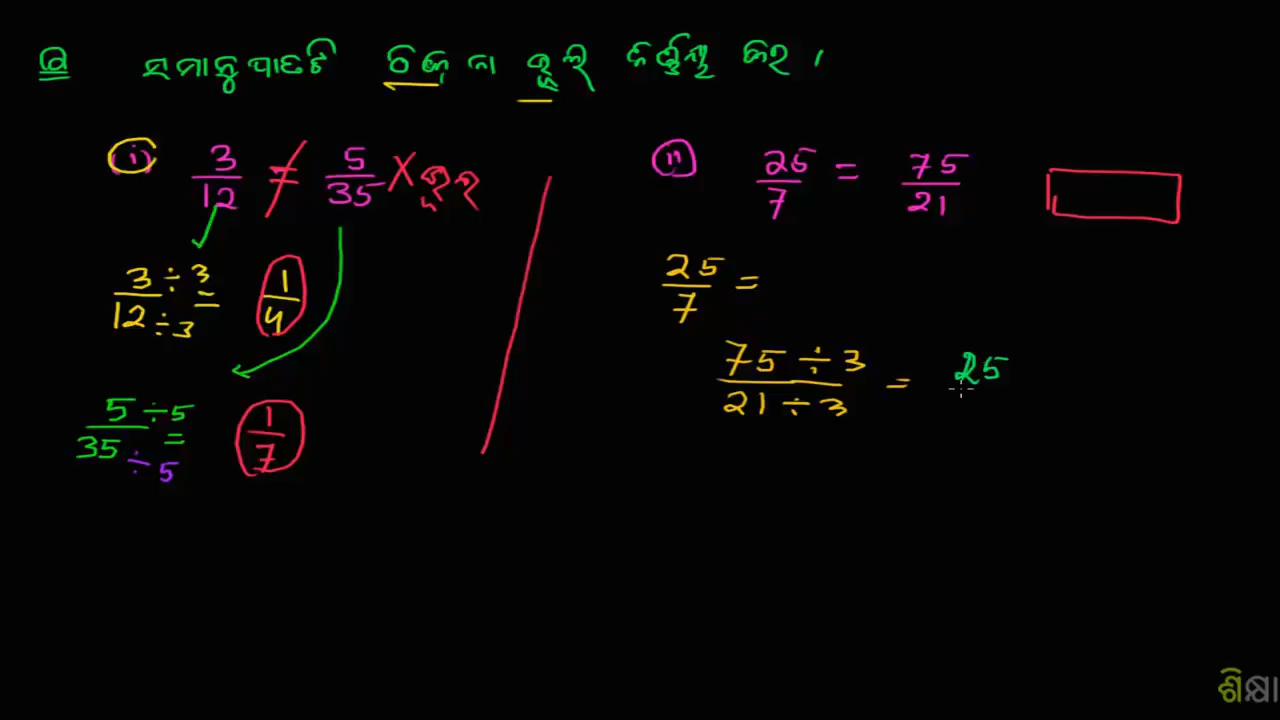 ସମାନୁପାତଟି ଠିକ୍ ନା ଭୁଲ୍ ନିର୍ଣ୍ଣୟ କର ।
(i) 3/12 ≠ 5/35 X ଭୁଲ୍
(ii) 25/7 = 75/21
3÷3/12÷3 = 1/4
25/7 =
75÷3/21÷3 = 25
5÷5/35÷5 = 1/7
ଶିକ୍ଷା